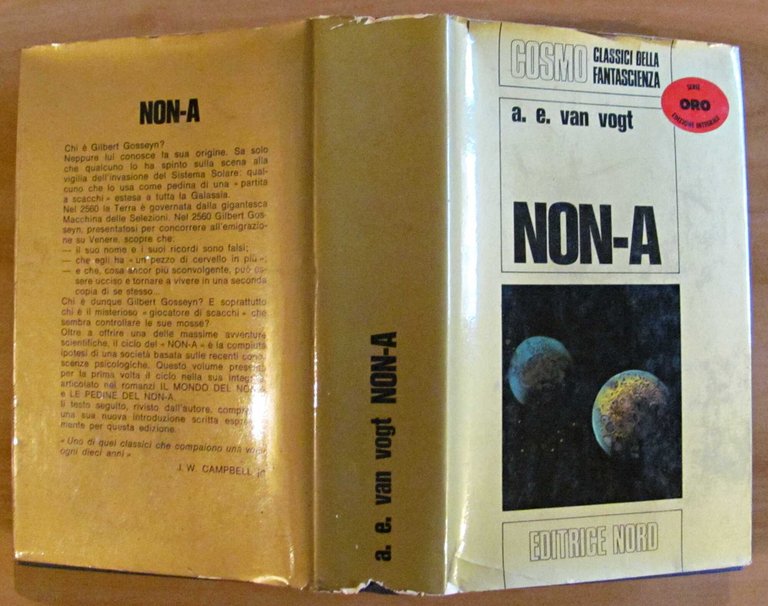 NON-A
Chi è Gilbert Gosseyn?
Neppure lui conosce la sua origine. Sa solo
che qualcuno lo ha spinto sulla scena alla
vigilia dell'invasione del Sistema Solare: qual-
cuno che lo usa come pedina di una « partita
a scacchi » estesa a tutta la Galassia.
Nel 2560 la Terra è governata dalla gigantesca
Macchina delle Selezioni. Nel 2560 Gilbert Gos-
seyn, presentatosi per concorrere all'emigrazio-
ne su Venere, scopre che:
— il suo nome e i suoi ricordi sono falsi;
— che egli ha « un pezzo di cervello in più »;
— e che, cosa ancor più sconvolgente, può es-
sere ucciso e tornare a vivere in una seconda
copia di se stesso...
Chi è dunque Gilbert Gosseyn? E soprattutto
chi è il misterioso « giocatore di scacchi » che
sembra controllare le sue mosse?
Oltre a offrire una delle massime avventure
scientifiche, il ciclo del « NON-A » è la compiuta
ipotesi di una società basata sulle recenti cono-
scenze psicologiche. Questo volume presen
per la prima volta il ciclo nella sua integ
articolato nei romanzi IL MONDO DEL NO
e LE PEDINE DEL NON-A.
Il testo seguito, rivisto dall'autore, compre
una sua nuova introduzione scritta espre
mente per questa edizione.
« Uno di quei classici che compaiono una vol
ogni dieci anni »
J. W. CAMPBELL jr
a. e. van vogt NON-A
COSMO CLASSICI DELLA
FANTASCIENZA
SERIE
ORO
EDIZIONE INTEGRALE
a. e. van vogt
NON-A
EDITRICE NORD